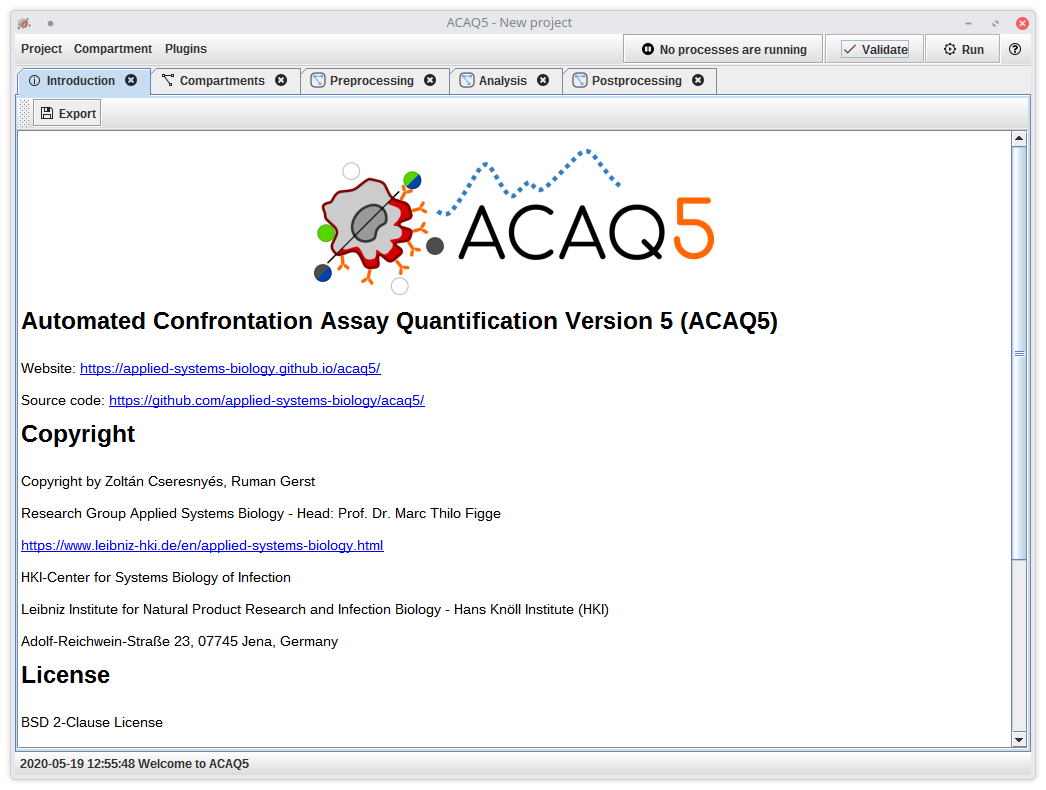 ACAQ5 - New project
Project Compartment Plugins No processes are running Validate Run
Introduction Compartments Preprocessing Analysis Postprocessing
Export
ACAQ5
Automated Confrontation Assay Quantification Version 5 (ACAQ5)
Website: https://applied-systems-biology.github.io/acaq5/
Source code: https://github.com/applied-systems-biology/acaq5/
Copyright
Copyright by Zoltán Cseresnyés, Ruman Gerst
Research Group Applied Systems Biology - Head: Prof. Dr. Marc Thilo Figge
https://www.leibniz-hki.de/en/applied-systems-biology.html
HKI-Center for Systems Biology of Infection
Leibniz Institute for Natural Product Research and Infection Biology - Hans Knöll Institute (HKI)
Adolf-Reichwein-Straße 23, 07745 Jena, Germany
License
BSD 2-Clause License
2020-05-19 12:55:48 Welcome to ACAQ5